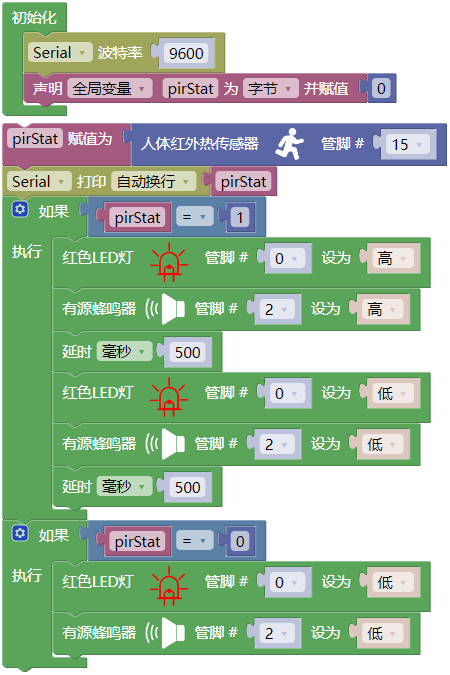 初始化
Serial 波特率 9600
声明 全局变量 pirStat 为 字节 并赋值 0
pirStat 赋值为 人体红外热传感器 管脚 # 15
Serial 打印 自动换行 pirStat
如果 pirStat = 1
执行 红色LED灯 管脚 # 0 设为 高
有源蜂鸣器 管脚 # 2 设为 高
延时 毫秒 500
红色LED灯 管脚 # 0 设为 低
有源蜂鸣器 管脚 # 2 设为 低
延时 毫秒 500
如果 pirStat = 0
执行 红色LED灯 管脚 # 0 设为 低
有源蜂鸣器 管脚 # 2 设为 低